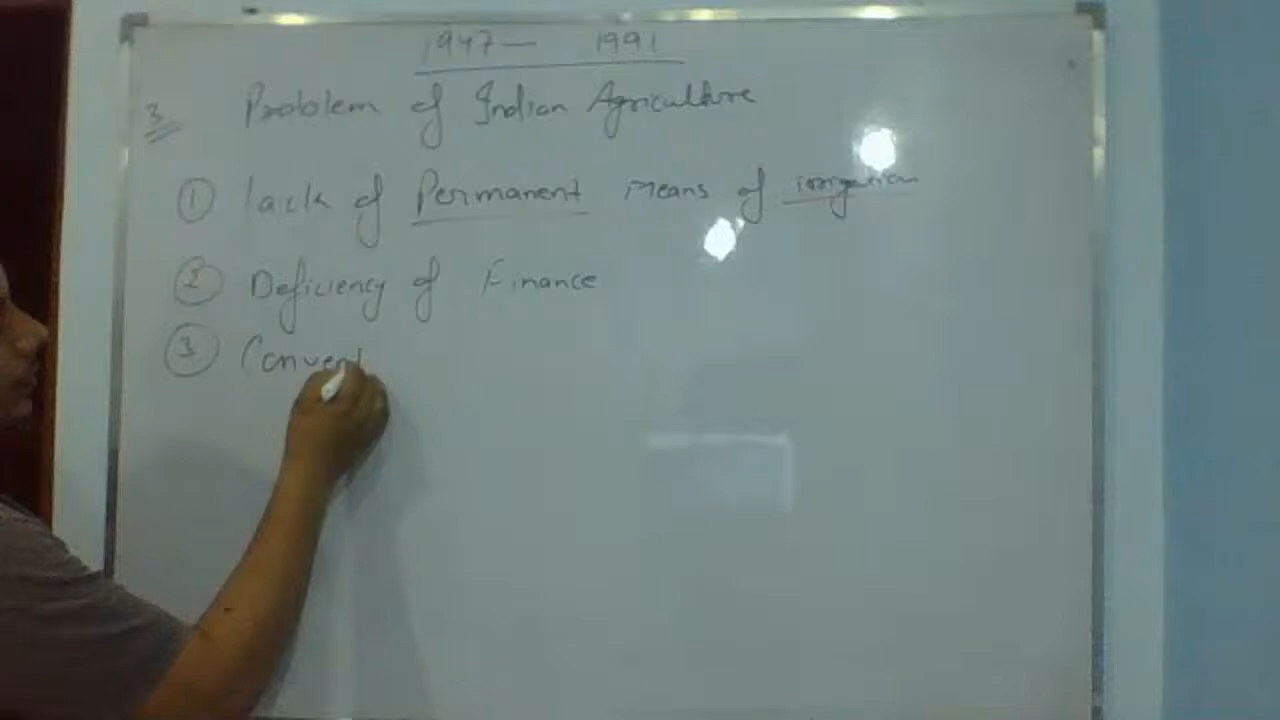 1947 — 1991
3. Problem of Indian Agriculture
① lack of Permanent Means of irrigation
② Deficiency of Finance
③ Convent